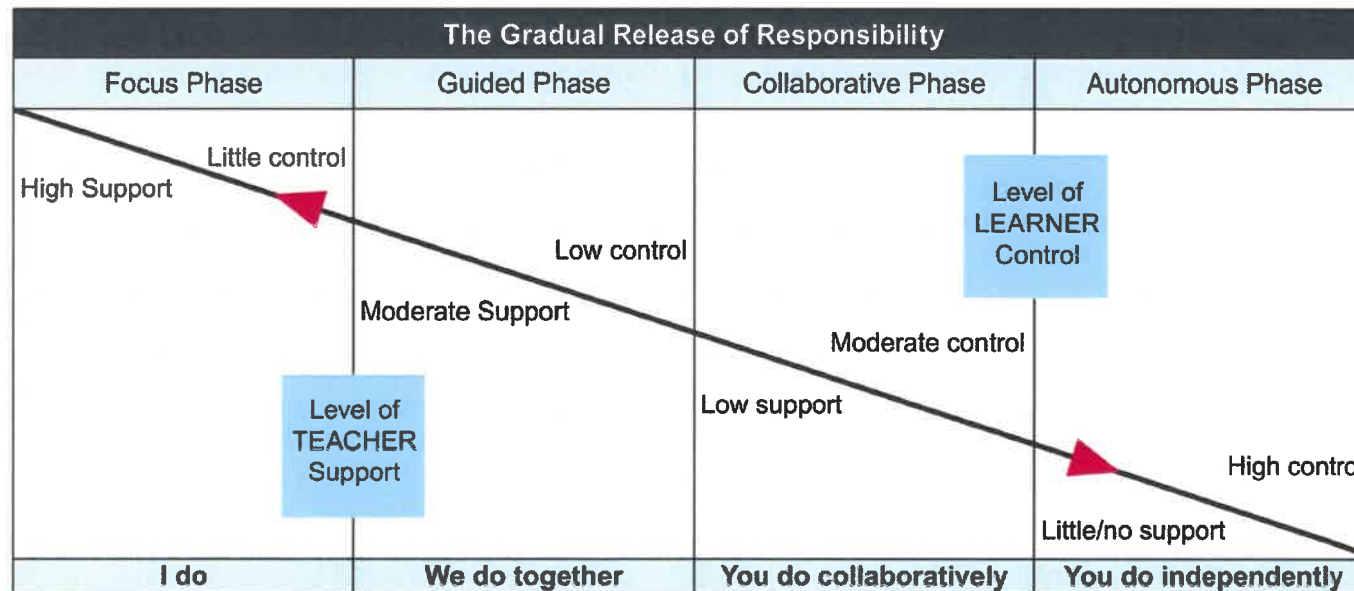 The Gradual Release of Responsibility
Focus Phase
Guided Phase
Collaborative Phase
Autonomous Phase
Little control
High Support
Low control
Moderate Support
Level of
LEARNER
Control
Moderate control
Low support
Level of
TEACHER
Support
High contro
Little/no support
I do
We do together
You do collaboratively
You do independently